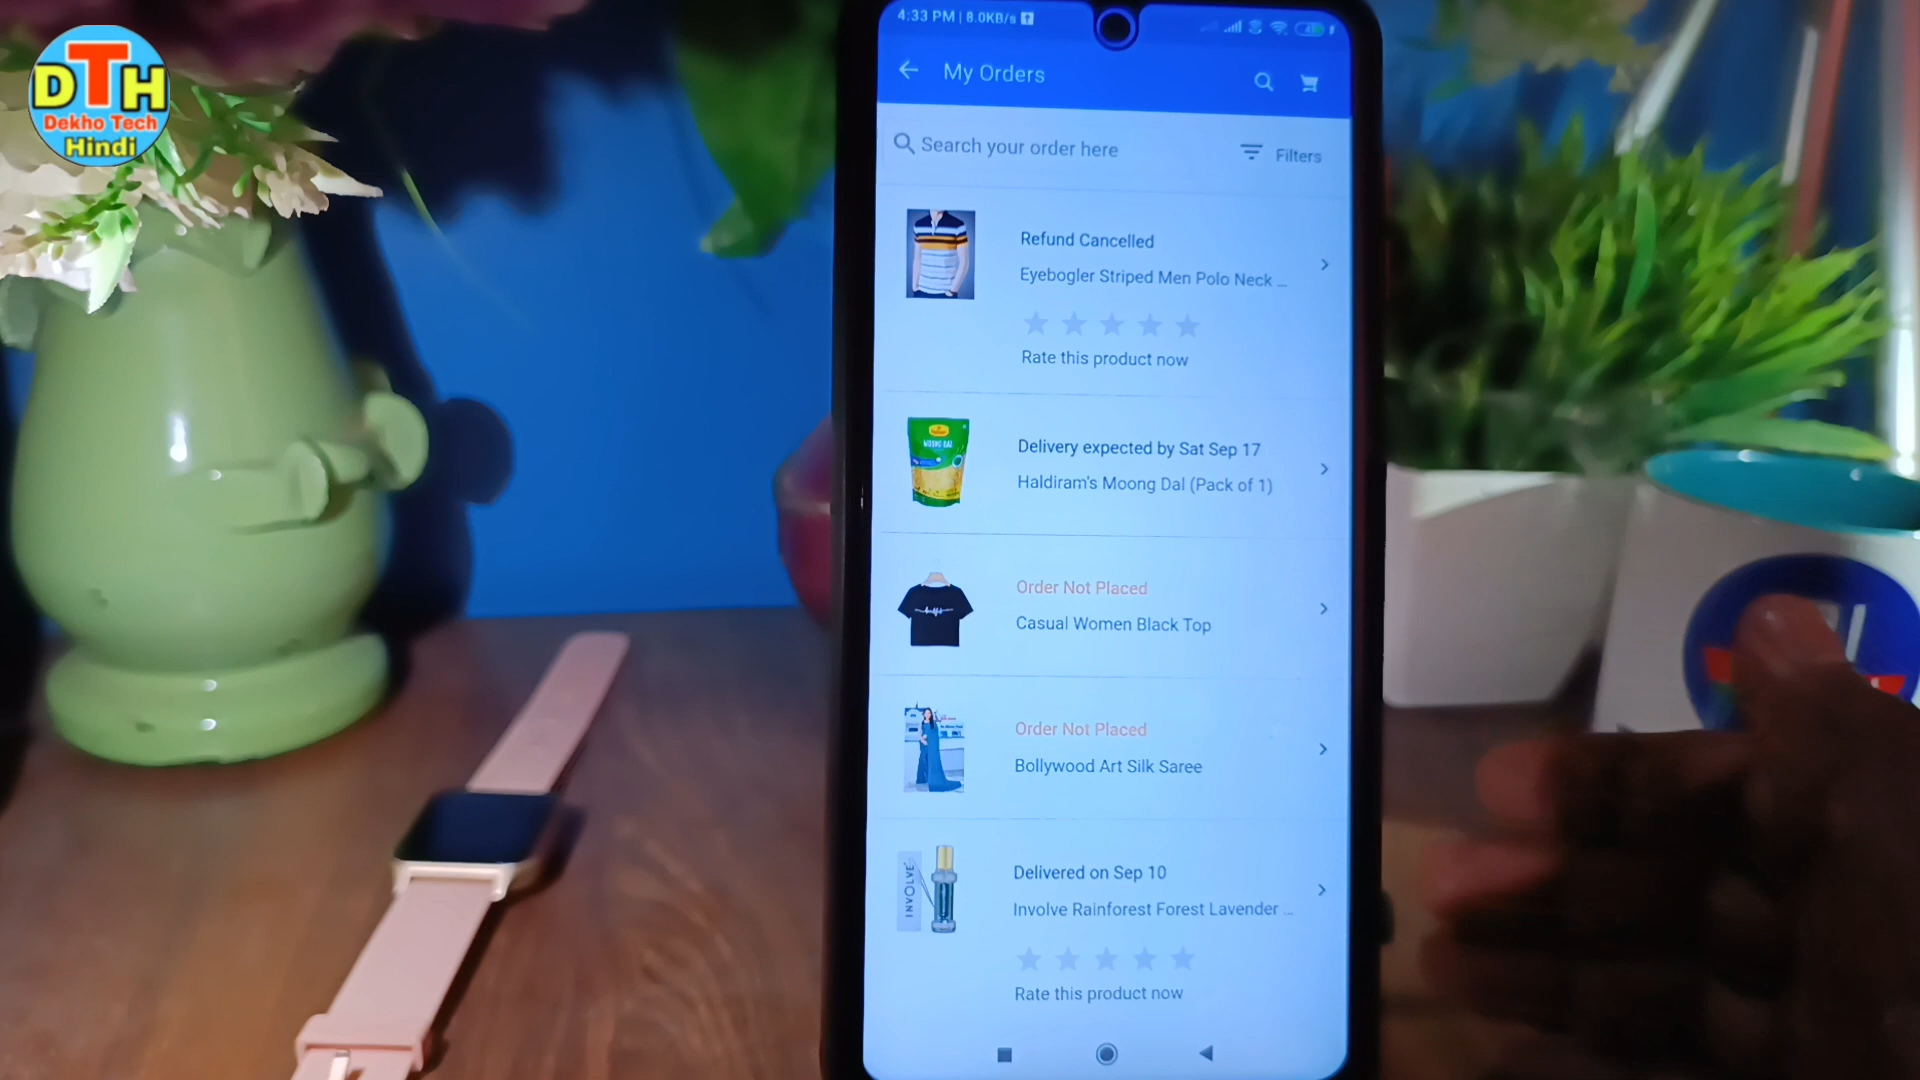 DTH
Dekho Tech
Hindi
4:33 PM | 8.0KB/s
My Orders
Search your order here
Filters
Refund Cancelled
Eyebogler Striped Men Polo Neck ...
Rate this product now
Delivery expected by Sat Sep 17
Haldiram's Moong Dal (Pack of 1)
Order Not Placed
Casual Women Black Top
Order Not Placed
Bollywood Art Silk Saree
INVOLVE
Delivered on Sep 10
Involve Rainforest Forest Lavender ...
Rate this product now